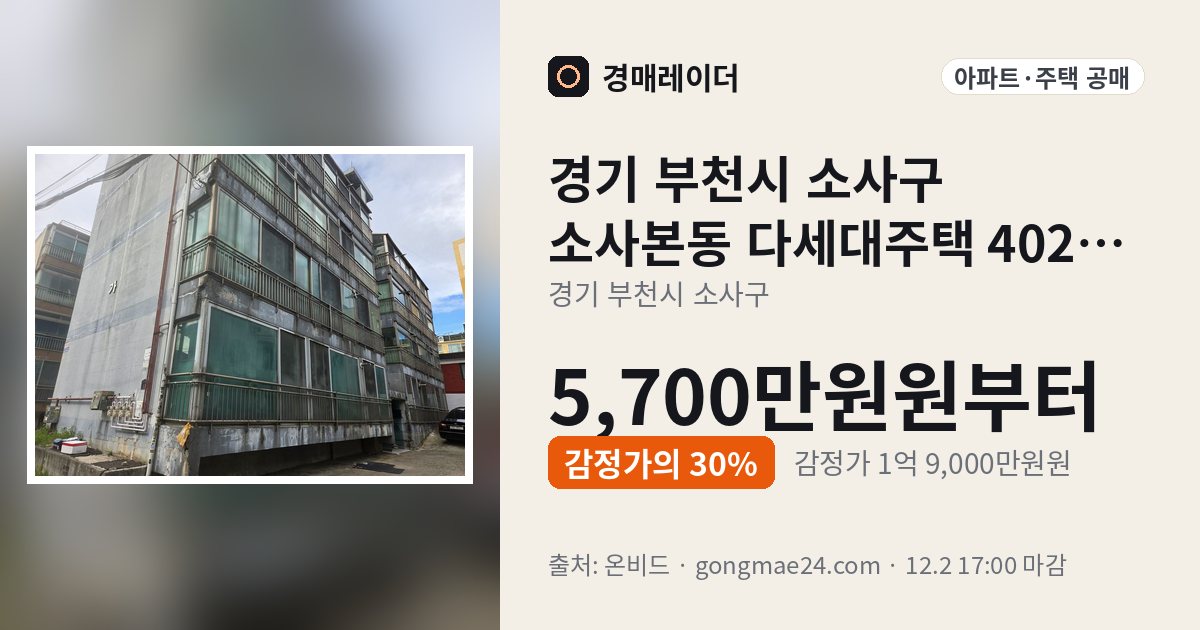 가
경매레이더
아파트·주택 공매
경기 부천시 소사구
소사본동 다세대주택 402…
경기 부천시 소사구
5,700만원원부터
감정가의 30%
감정가 1억 9,000만원원
출처: 온비드 · gongmae24.com · 12.2 17:00 마감